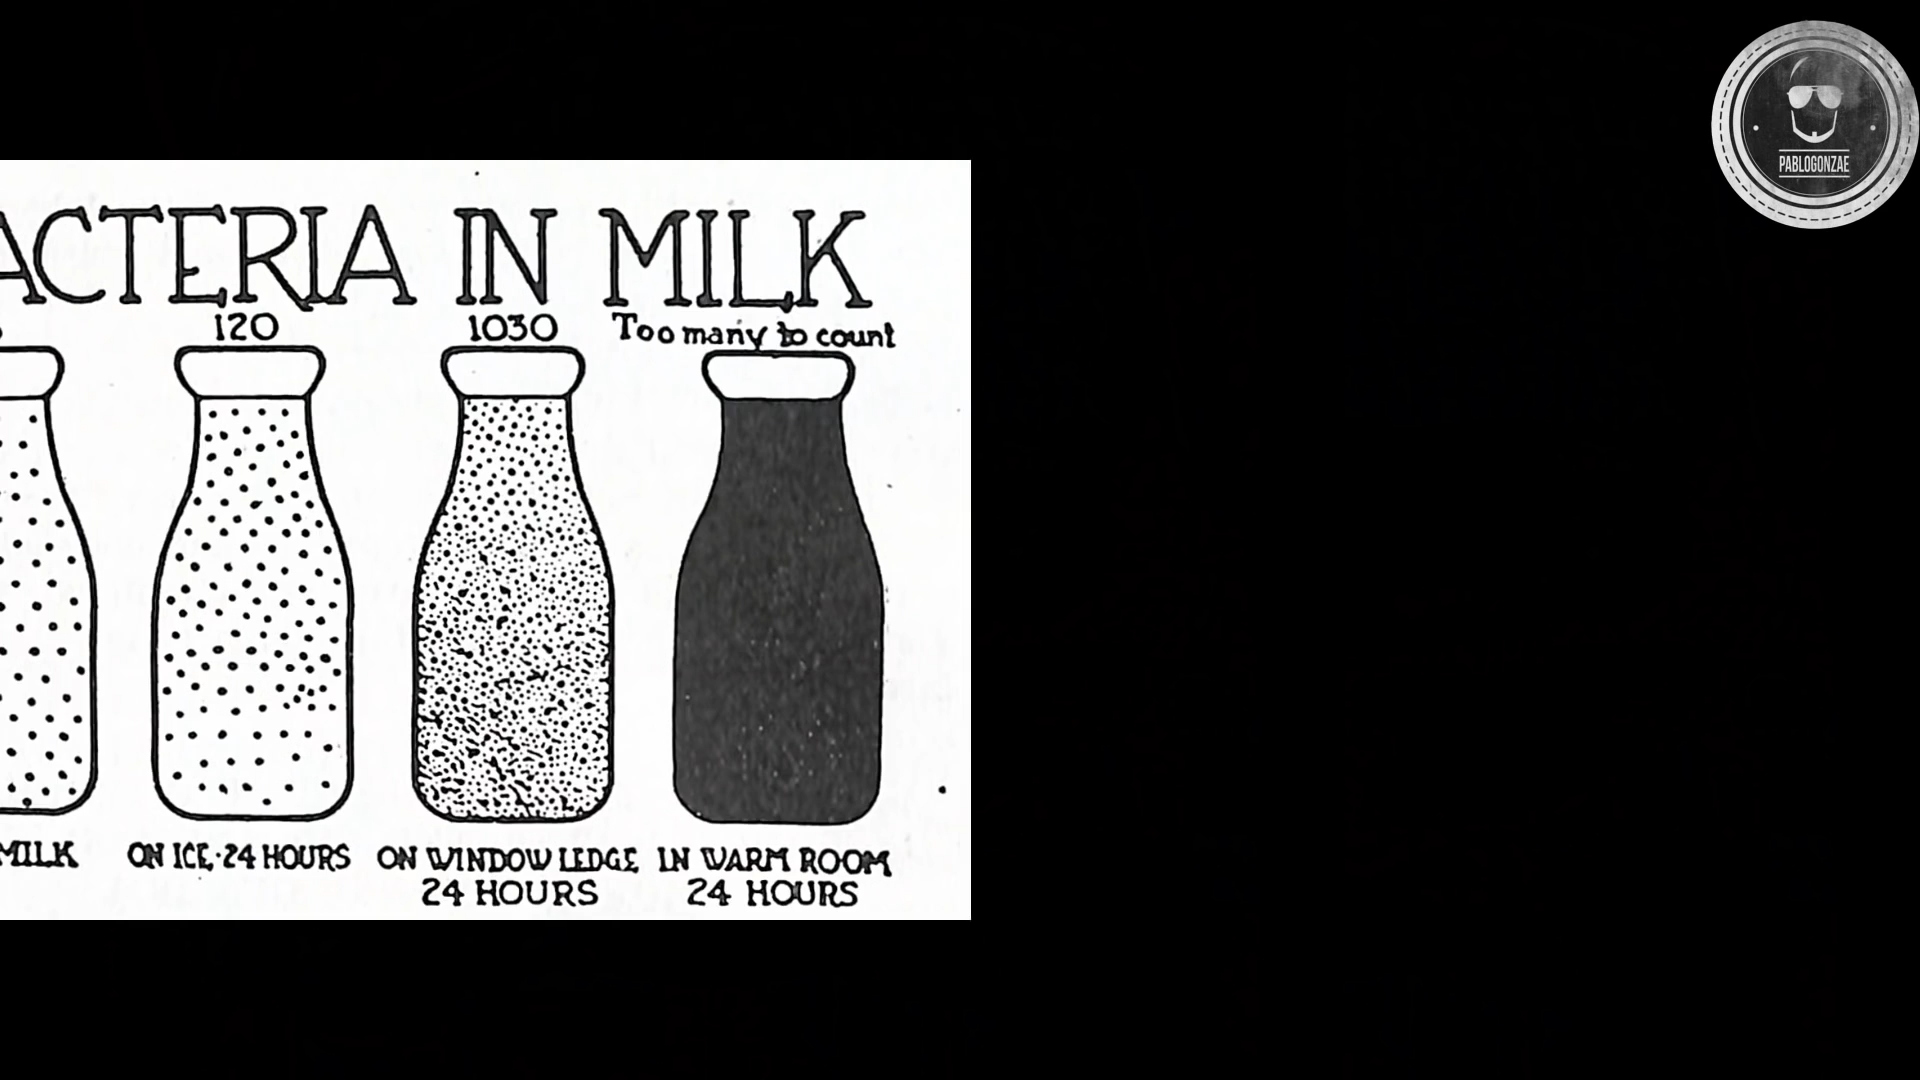 ACTERIA IN MILK
120
1030
Too many to count
MILK
ON ICE·24 HOURS
ON WINDOW LEDGE
24 HOURS
IN WARM ROOM
24 HOURS
PABLOGONZAE